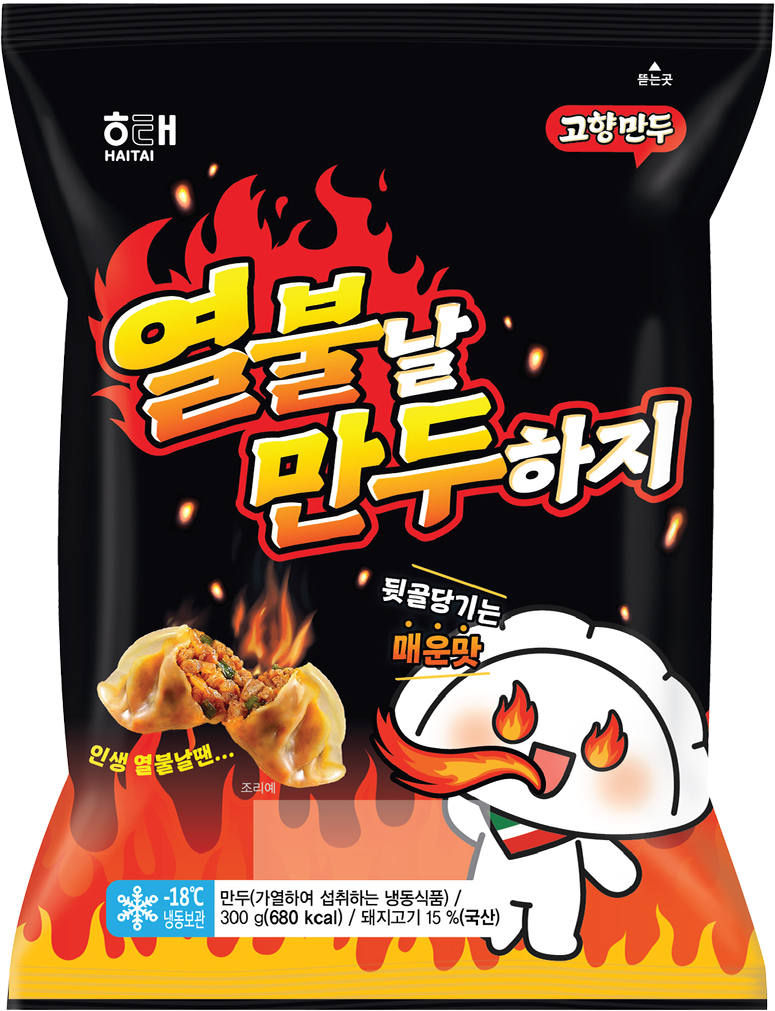 뜯는곳
해태
HAITAI
고향만두
열불날
만두하지
뒷골당기는
매운맛
인생 열불날땐...
조리예
-18℃
냉동보관
만두(가열하여 섭취하는 냉동식품) /
300 g(680 kcal) / 돼지고기 15 %(국산)